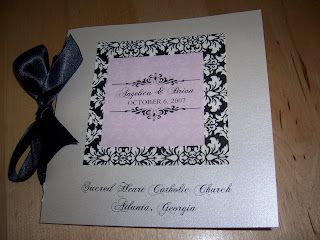 Angelica & Brian
OCTOBER 6, 2007
Sacred Heart Catholic Church
Atlanta, Georgia